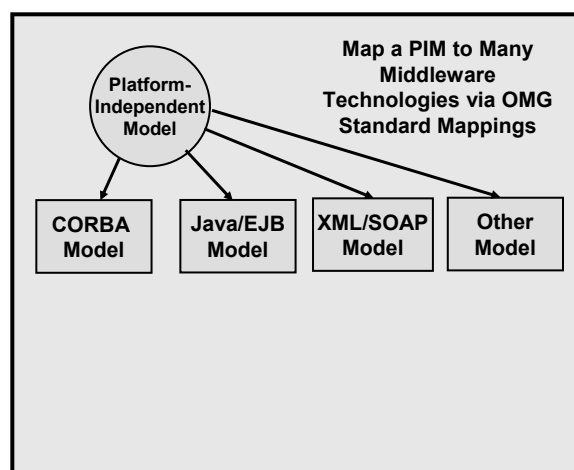 Map a PIM to Many
Middleware
Technologies via OMG
Standard Mappings
Platform-
Independent
Model
CORBA
Model
Java/EJB
Model
XML/SOAP
Model
Other
Model